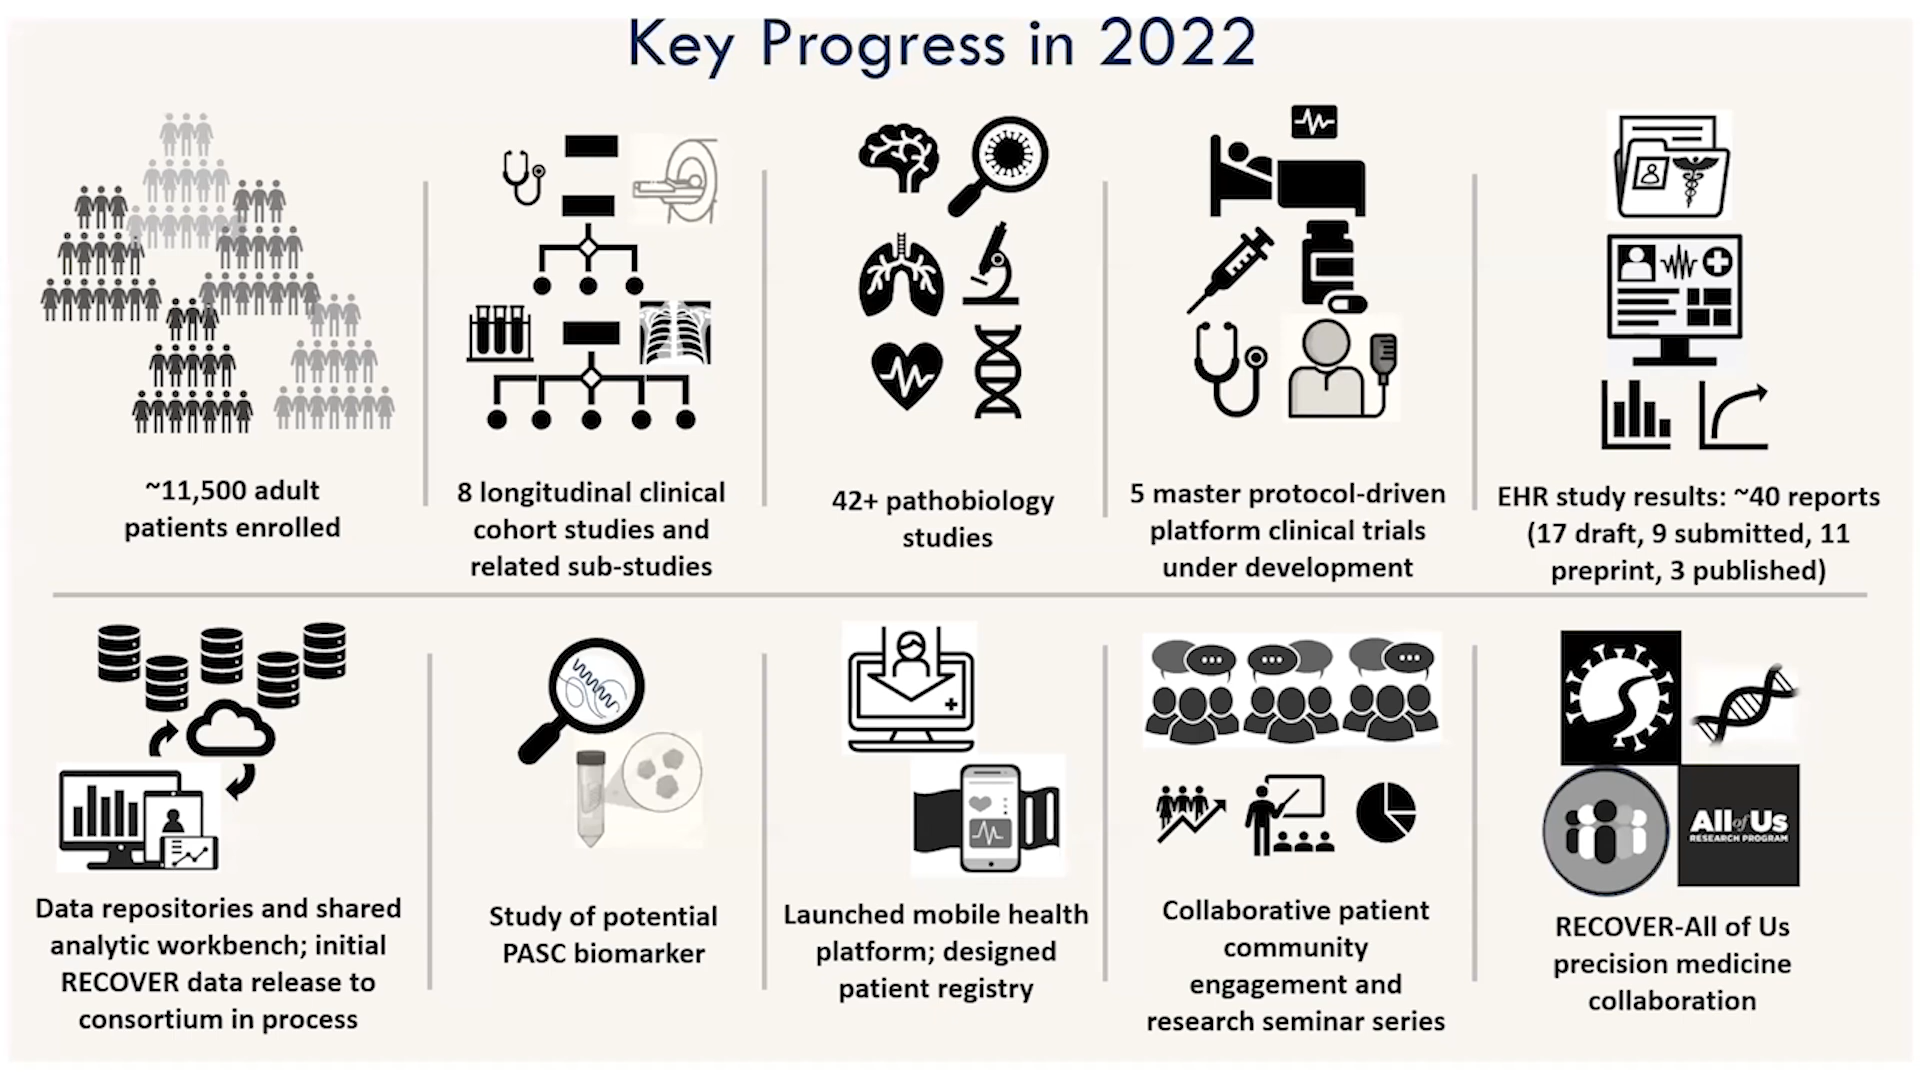 Key Progress in 2022
~11,500 adult
patients enrolled
8 longitudinal clinical
cohort studies and
related sub-studies
42+ pathobiology
studies
5 master protocol-driven
platform clinical trials
under development
EHR study results: ~40 reports
(17 draft, 9 submitted, 11
preprint, 3 published)
Data repositories and shared
analytic workbench; initial
RECOVER data release to
consortium in process
Study of potential
PASC biomarker
Launched mobile health
platform; designed
patient registry
Collaborative patient
community
engagement and
research seminar series
All of Us
RESEARCH PROGRAM
RECOVER-All of Us
precision medicine
collaboration